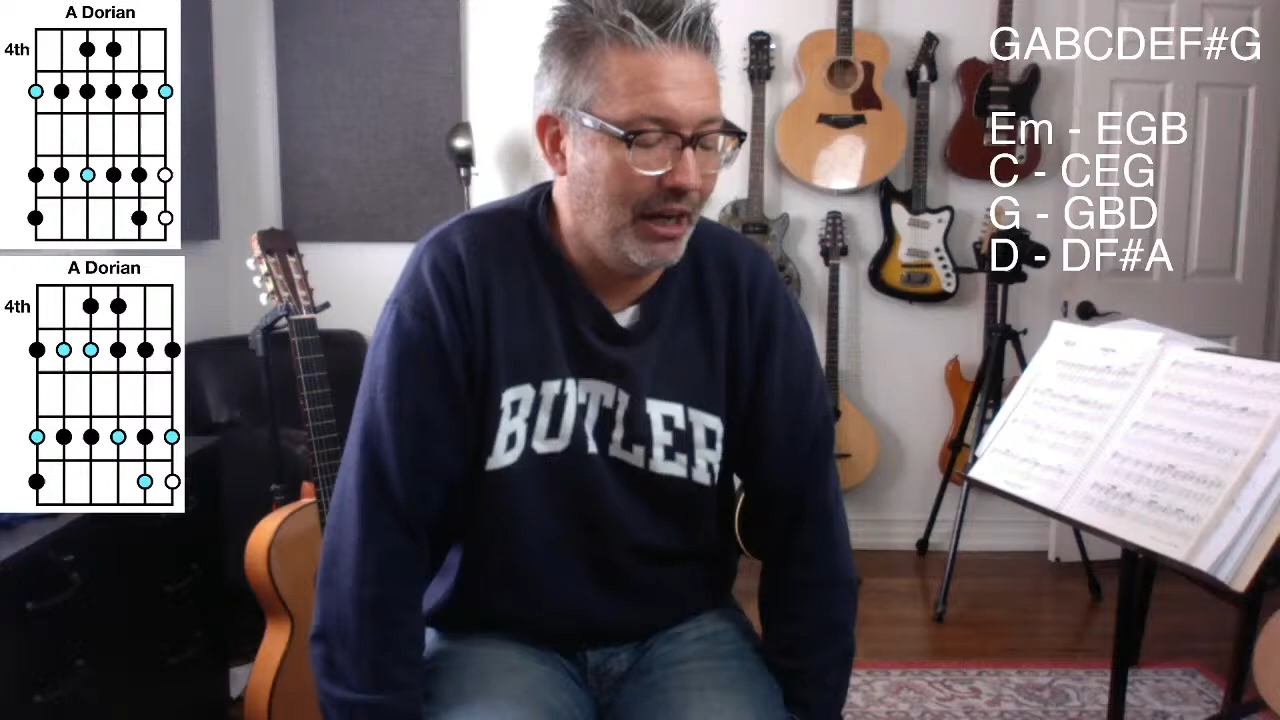 A Dorian
4th
A Dorian
4th
GABCDEF#G
Em - EGB
C - CEG
G - GBD
D - DF#A
BUTLER